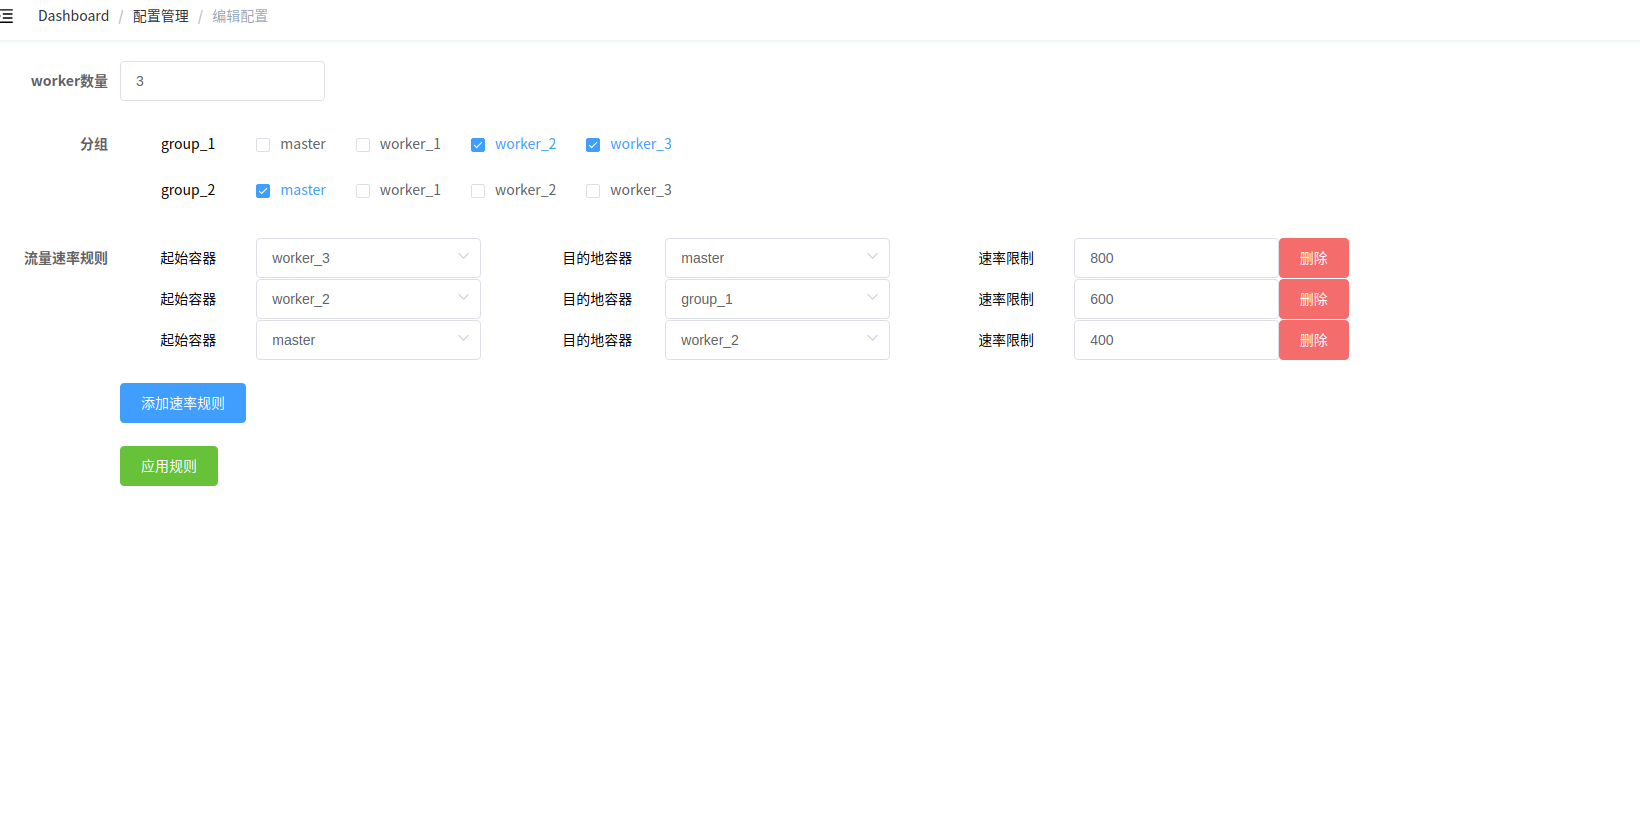 Dashboard / 配置管理 / 编辑配置
worker数量 3
分组 group_1 master worker_1 worker_2 worker_3
group_2 master worker_1 worker_2 worker_3
流量速率规则 起始容器 worker_3 目的地容器 master 速率限制 800 删除
起始容器 worker_2 目的地容器 group_1 速率限制 600 删除
起始容器 master 目的地容器 worker_2 速率限制 400 删除
添加速率规则
应用规则